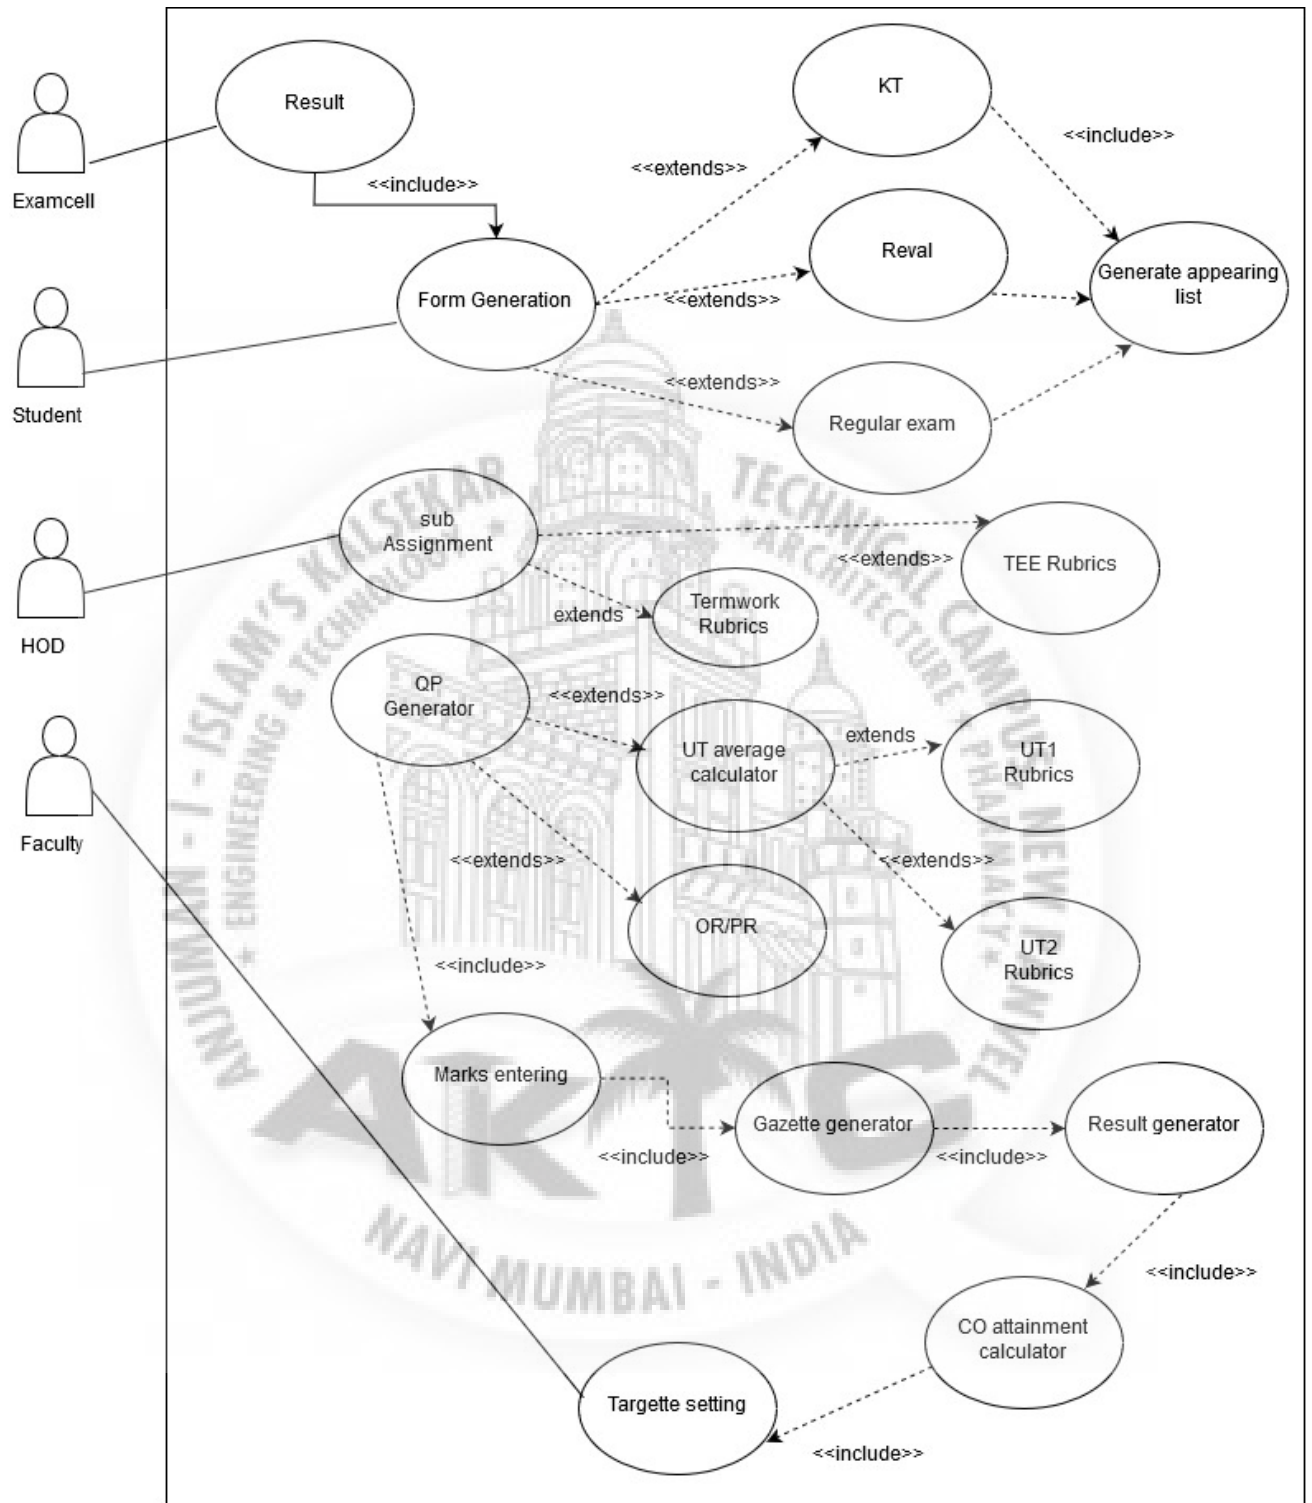 Result
KT
<<include>>
<<extends>>
<<include>>
Examcell
Reval
Generate appearing
list
Form Generation
<<extends>>
<<extends>>
Student
Regular exam
sub
Assignment
<<extends>>
TEE Rubrics
Termwork
Rubrics
extends
HOD
QP
Generator
<<extends>>
extends
UT average
calculator
UT1
Rubrics
Faculty
<<extends>>
<<extends>>
OR/PR
UT2
Rubrics
<<include>>
Marks entering
Gazette generator
Result generator
<<include>>
<<include>>
<<include>>
CO attainment
calculator
Targette setting
<<include>>
ANJUMAN - I - ISLAM'S KALSEKAR TECHNICAL CAMPUS, NEW PANVEL
* ENGINEERING & TECHNOLOGY * ARCHITECTURE * PHARMACY *
AKTC
NAVI MUMBAI - INDIA